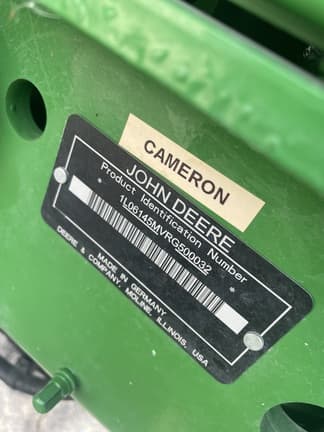 CAMERON
JOHN DEERE
Product Identification Number
*1L06145MVRG500032*
MADE IN GERMANY
DEERE & COMPANY, MOLINE, ILLINOIS, USA